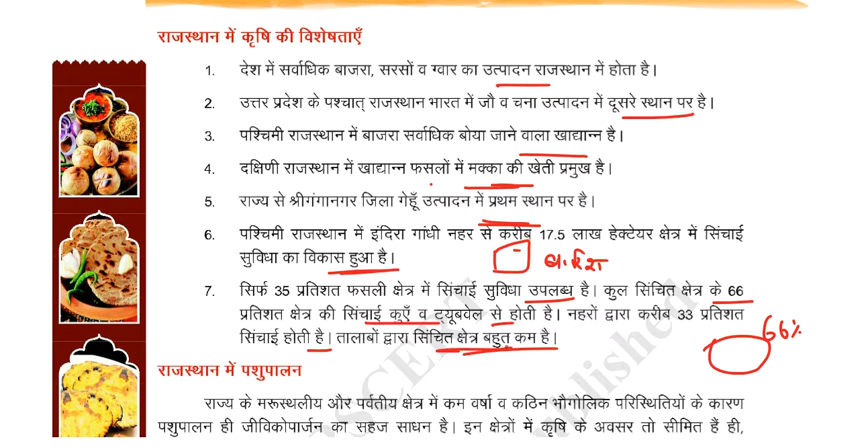 राजस्थान में कृषि की विशेषताएँ
1. देश में सर्वाधिक बाजरा, सरसों व ग्वार का उत्पादन राजस्थान में होता है।
2. उत्तर प्रदेश के पश्चात् राजस्थान भारत में जौ व चना उत्पादन में दूसरे स्थान पर है।
3. पश्चिमी राजस्थान में बाजरा सर्वाधिक बोया जाने वाला खाद्यान्न है।
4. दक्षिणी राजस्थान में खाद्यान्न फसलों में मक्का की खेती प्रमुख है।
5. राज्य से श्रीगंगानगर जिला गेहूँ उत्पादन में प्रथम स्थान पर है।
6. पश्चिमी राजस्थान में इंदिरा गांधी नहर से करीब 17.5 लाख हेक्टेयर क्षेत्र में सिंचाई
सुविधा का विकास हुआ है।
7. सिर्फ 35 प्रतिशत फसली क्षेत्र में सिंचाई सुविधा उपलब्ध है। कुल सिंचित क्षेत्र के 66
प्रतिशत क्षेत्र की सिंचाई कूएँ व ट्यूबवेल से होती है। नहरों द्वारा करीब 33 प्रतिशत
सिंचाई होती है। तालाबों द्वारा सिंचित क्षेत्र बहुत कम है।
66%
राजस्थान में पशुपालन
राज्य के मरूस्थलीय और पर्वतीय क्षेत्र में कम वर्षा व कठिन भौगोलिक परिस्थितियों के कारण
पशुपालन ही जीविकोपार्जन का सहज साधन है। इन क्षेत्रों में कृषि के अवसर तो सीमित हैं ही,